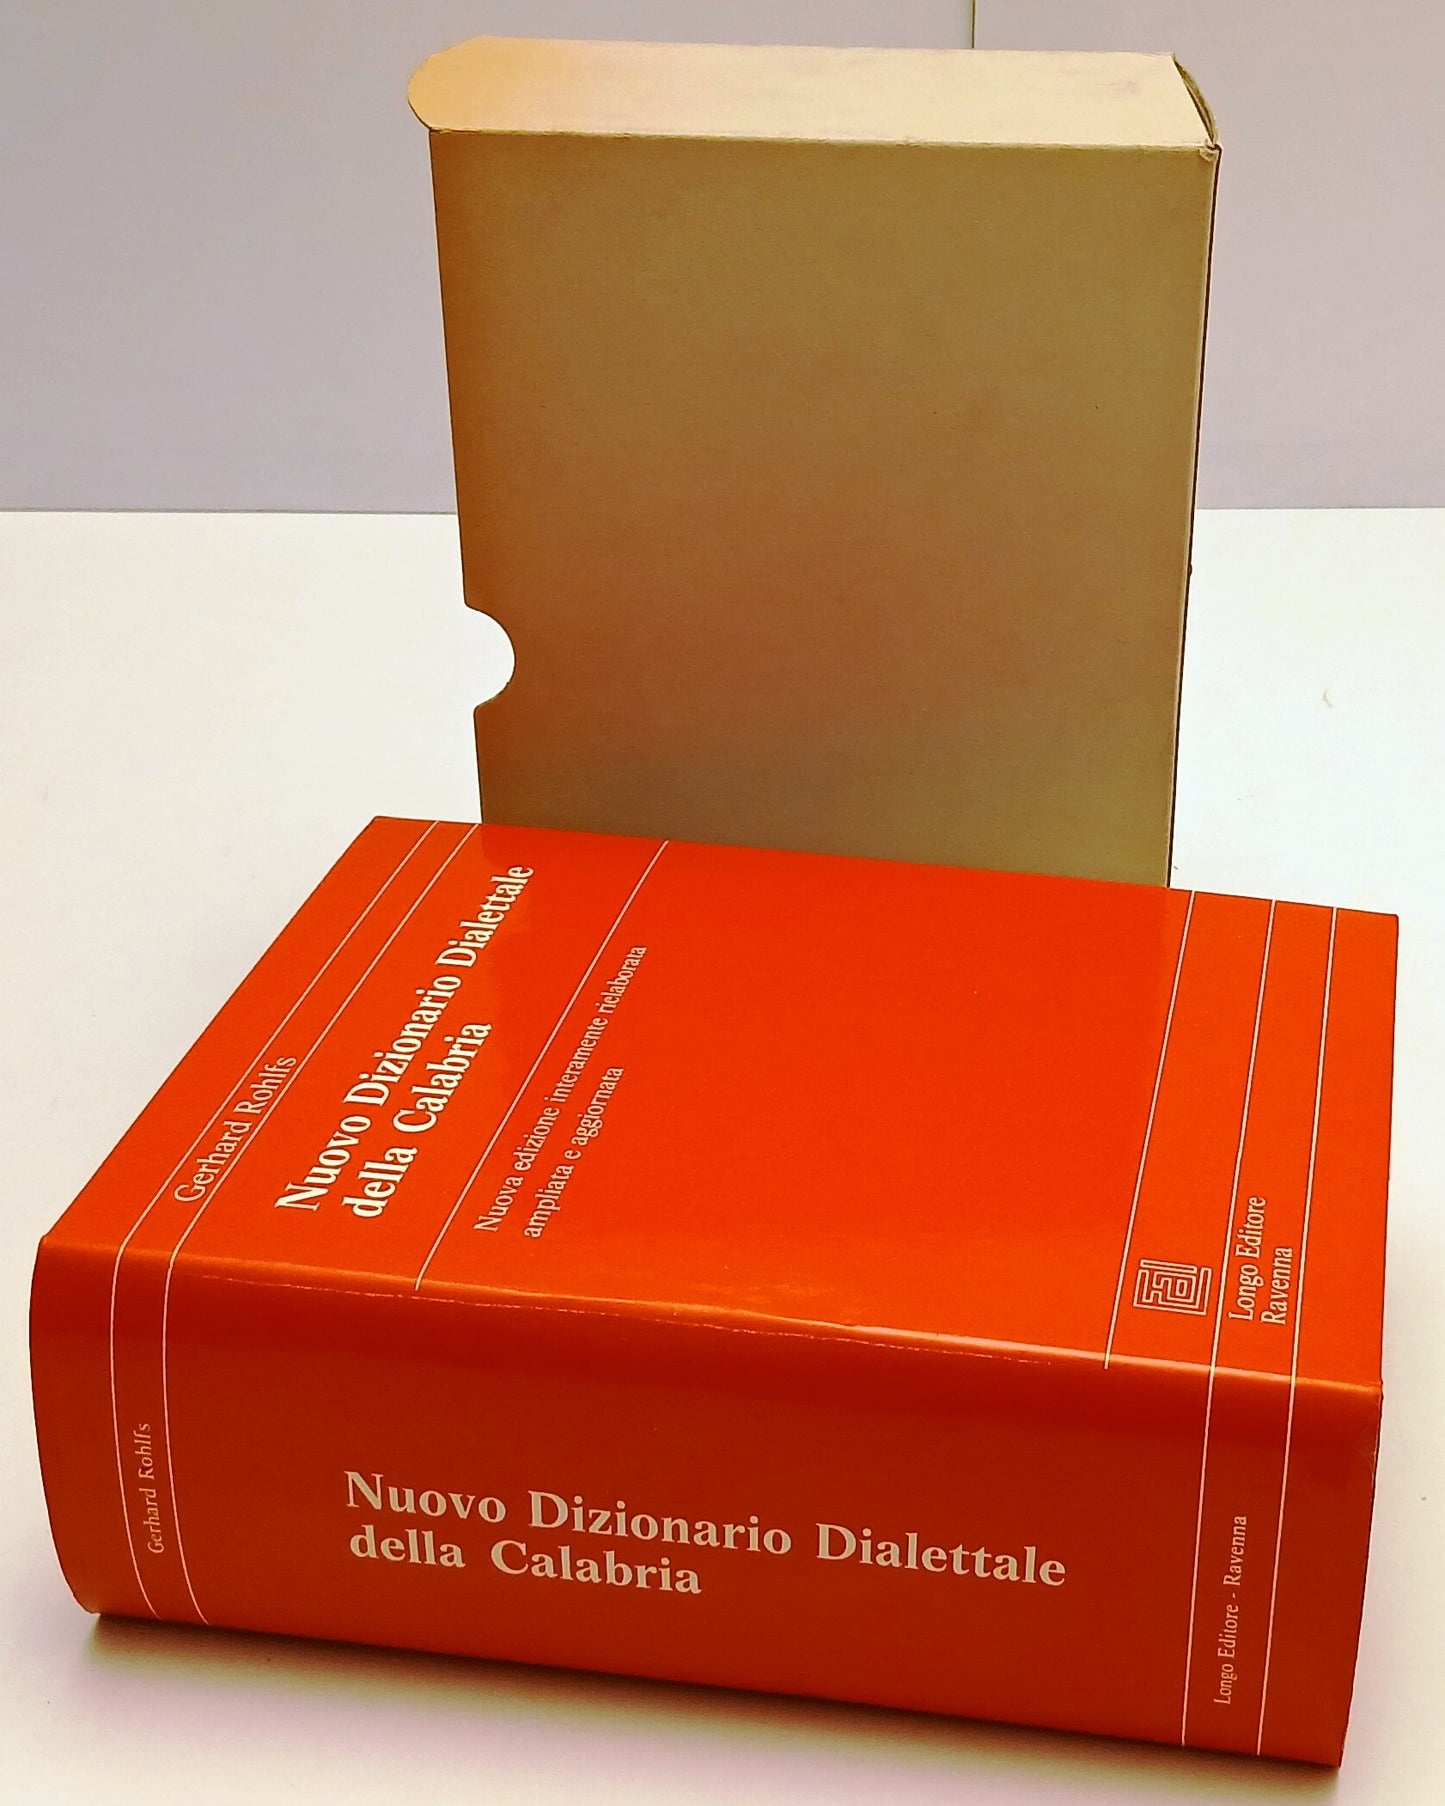 Gerhard Rohlfs
Nuovo Dizionario Dialettale
della Calabria
Nuova edizione interamente rielaborata
ampliata e aggiornata
Longo Editore
Ravenna
Gerhard Rohlfs
Nuovo Dizionario Dialettale
della Calabria
Longo Editore - Ravenna